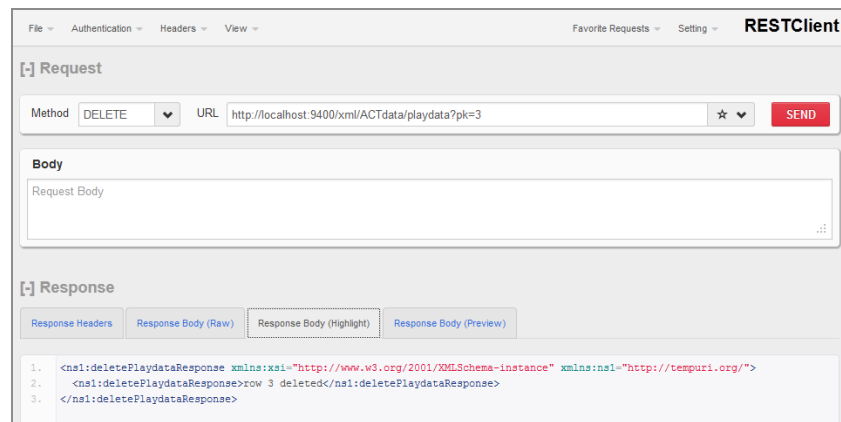 File Authentication Headers View Favorite Requests Setting RESTClient
[-] Request
Method DELETE URL http://localhost:9400/xml/ACTdata/playdata?pk=3 SEND
Body
Request Body
[-] Response
Response Headers Response Body (Raw) Response Body (Highlight) Response Body (Preview)
1. <ns1:deletePlaydataResponse xmlns:xsi="http://www.w3.org/2001/XMLSchema-instance" xmlns:ns1="http://tempuri.org/">
2. <ns1:deletePlaydataResponse>row 3 deleted</ns1:deletePlaydataResponse>
3. </ns1:deletePlaydataResponse>